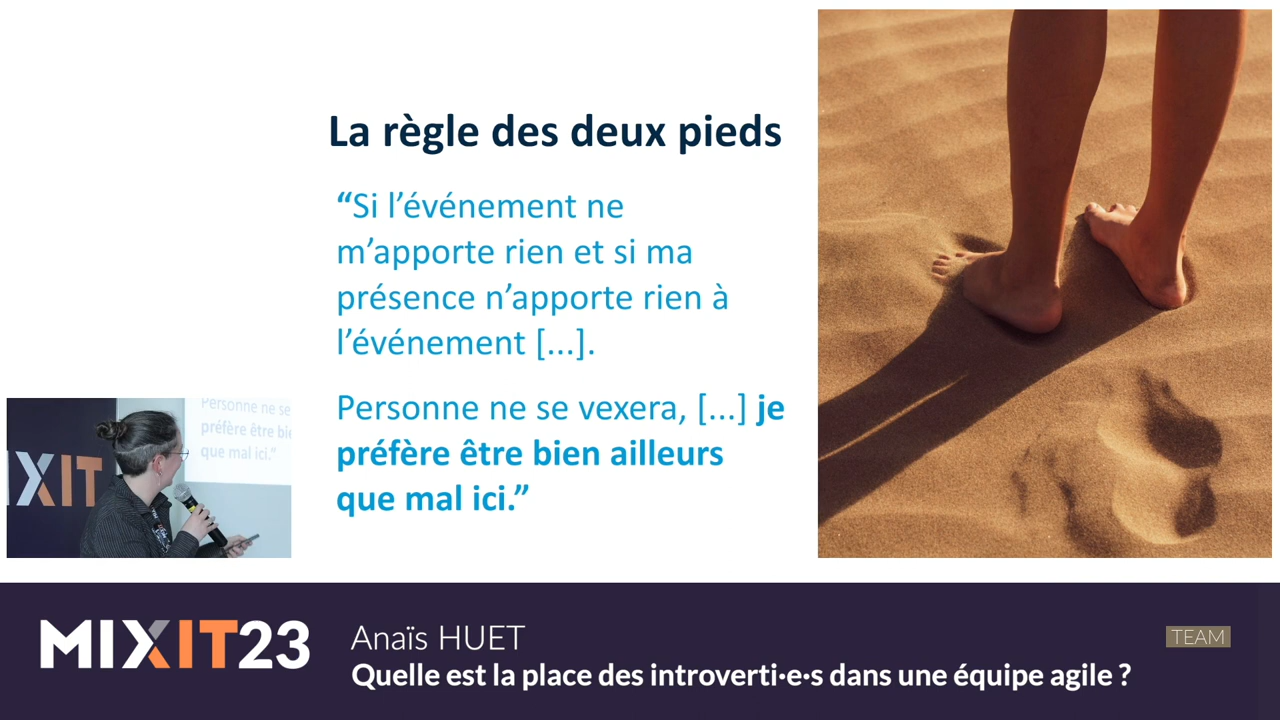 La règle des deux pieds
“Si l’événement ne
m’apporte rien et si ma
présence n’apporte rien à
l’événement [...].
Personne ne se vexera, [...] je
préfère être bien ailleurs
que mal ici.”
Personne ne se
préfère être bie
que mal ici.”
IXIT
MIXIT23
Anaïs HUET
Quelle est la place des introverti·e·s dans une équipe agile ?
TEAM